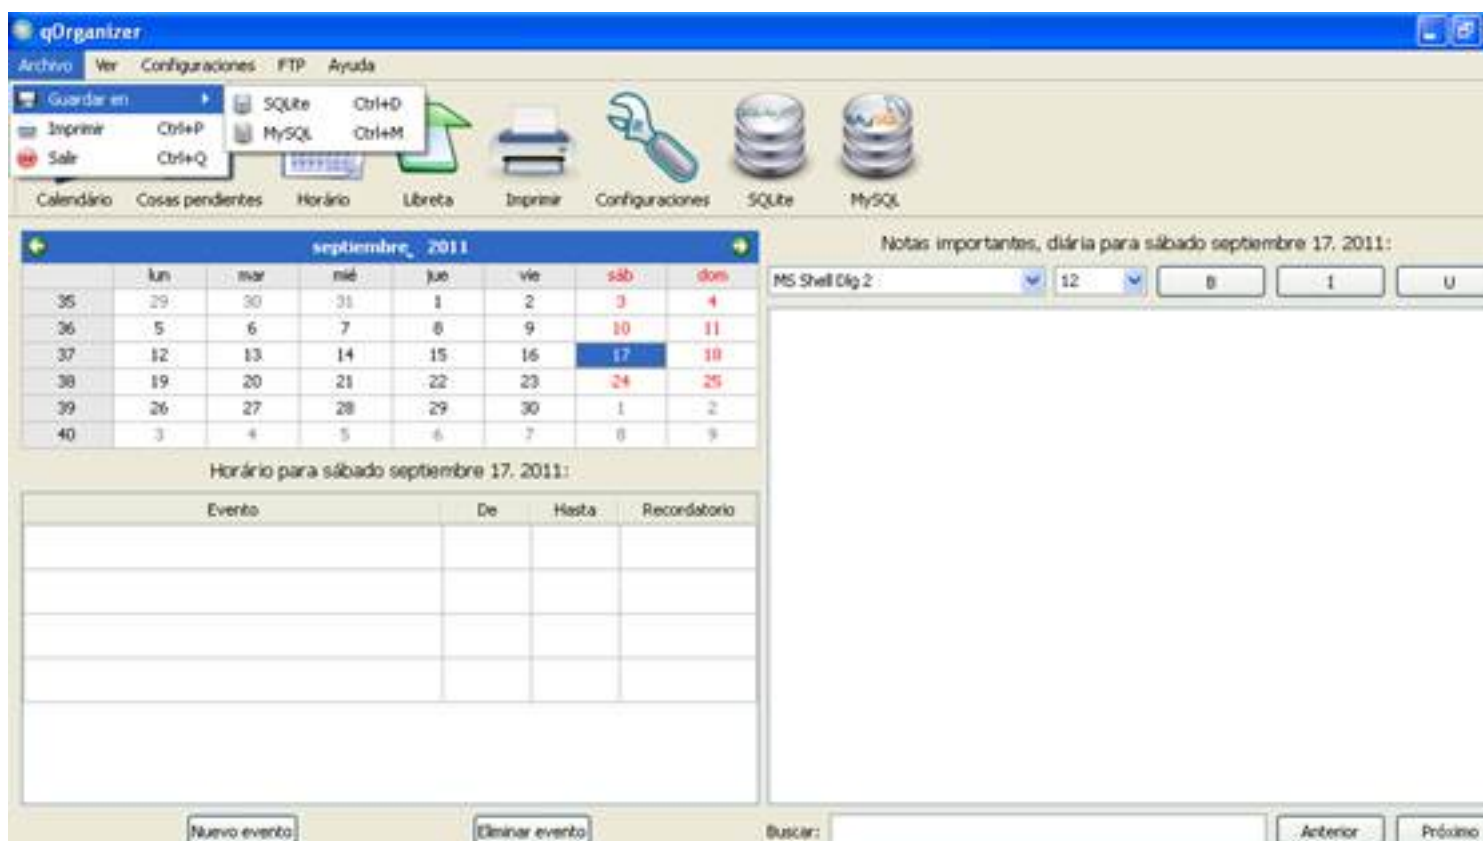 qOrganizer
Archivo Ver Configuraciones FTP Ayuda
Guardar en
Imprimir Ctrl+P
Salir Ctrl+Q
SQLite Ctrl+D
MySQL Ctrl+M
MySQL
Calendário Cosas pendientes Horário Libreta Imprimir Configuraciones SQLite MySQL
septiembre, 2011
lun mar mié jue vie sáb dom
35 29 30 31 1 2 3 4
36 5 6 7 8 9 10 11
37 12 13 14 15 16 17 18
38 19 20 21 22 23 24 25
39 26 27 28 29 30 1 2
40 3 4 5 6 7 8 9
Horário para sábado septiembre 17. 2011:
Evento De Hasta Recordatorio
Nuevo evento Eliminar evento
Notas importantes, diária para sábado septiembre 17. 2011:
MS Shell Dlg 2 12 B I U
Buscar: Anterior Próximo